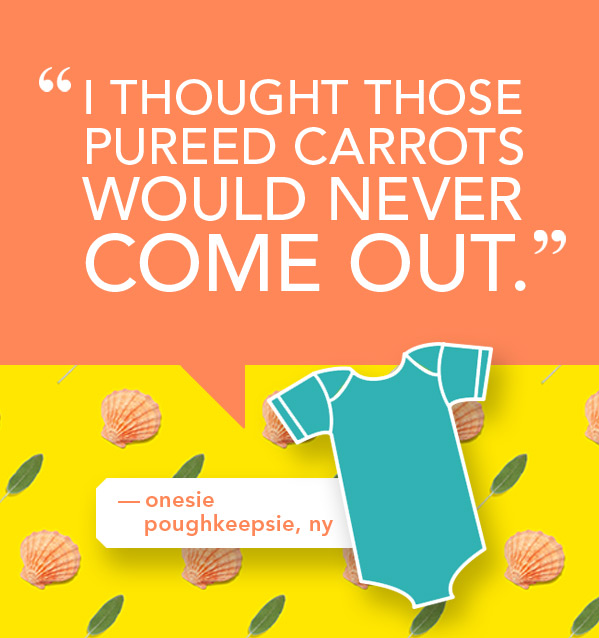 “I THOUGHT THOSE
PUREED CARROTS
WOULD NEVER
COME OUT.”
— onesie
poughkeepsie, ny